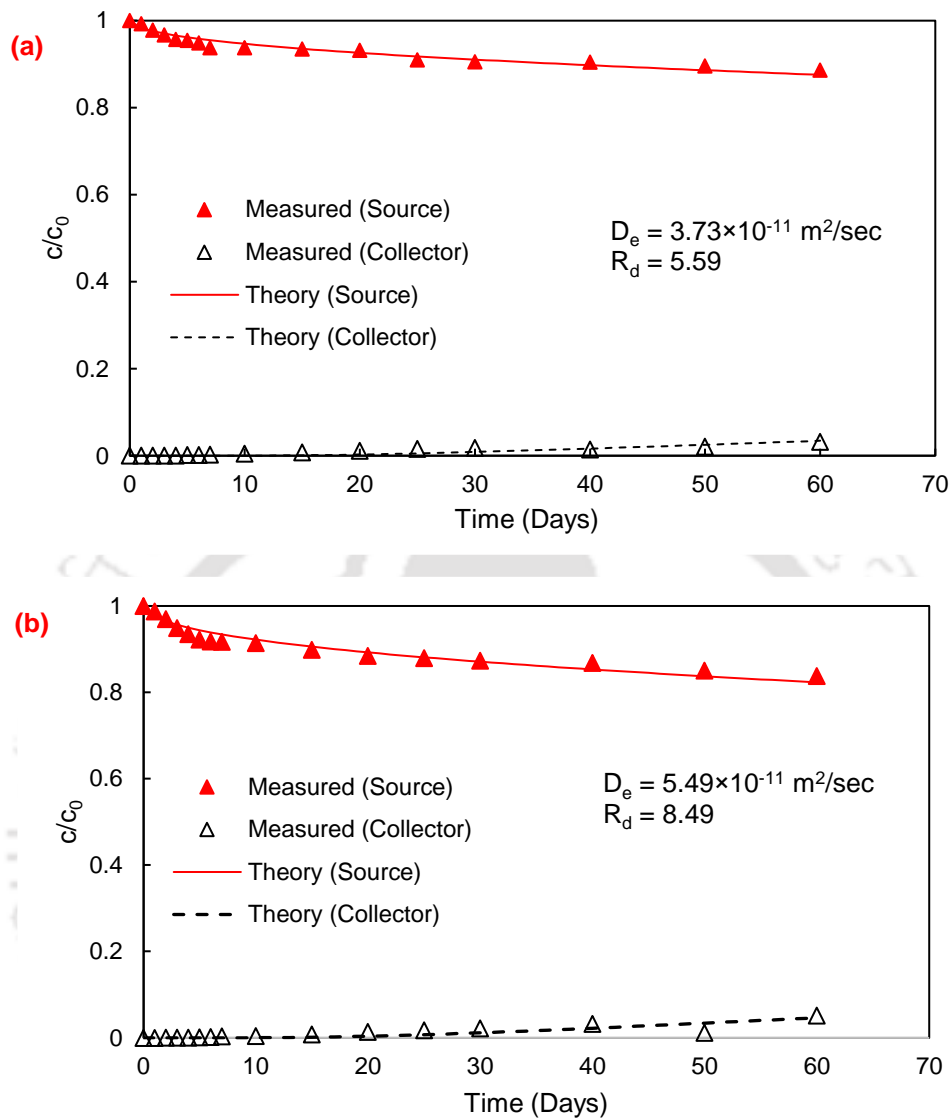 (a)
c/c0
1
0.8
0.6
0.4
0.2
0
Measured (Source)
Measured (Collector)
Theory (Source)
Theory (Collector)
De = 3.73×10-11 m2/sec
Rd = 5.59
0 10 20 30 40 50 60 70
Time (Days)
(b)
c/c0
1
0.8
0.6
0.4
0.2
0
Measured (Source)
Measured (Collector)
Theory (Source)
Theory (Collector)
De = 5.49×10-11 m2/sec
Rd = 8.49
0 10 20 30 40 50 60 70
Time (Days)